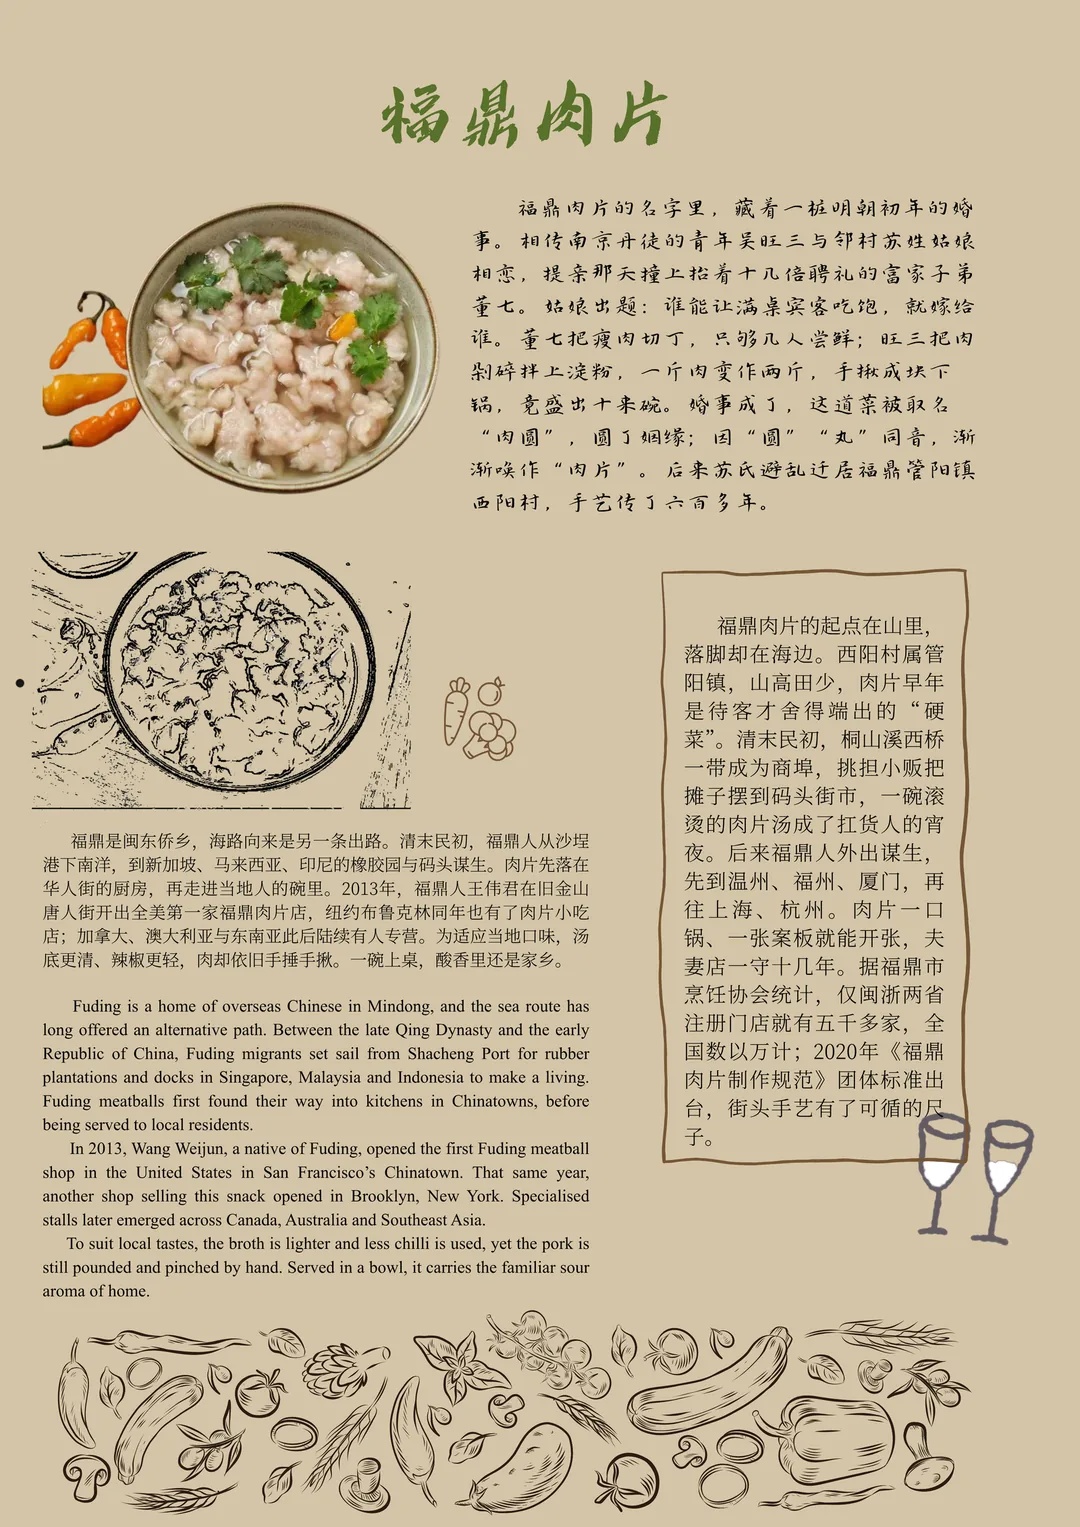 福鼎肉片
福鼎肉片的名字里，藏着一桩明朝初年的婚
事。相传南京丹徒的青年吴旺三与邻村苏姓姑娘
相恋，提亲那天撞上抬着十几倍聘礼的富家子弟
董七。姑娘出题：谁能让满桌宾客吃饱，就嫁给
谁。董七把瘦肉切丁，只够几人尝鲜；旺三把肉
剁碎拌上淀粉，一斤肉变作两斤，手揪成块下
锅，竟盛出十来碗。婚事成了，这道菜被取名
“肉圆”，圆了姻缘；因“圆”“丸”同音，渐
渐唤作“肉片”。后来苏氏避乱迁居福鼎管阳镇
西阳村，手艺传了六百多年。
福鼎肉片的起点在山里，
落脚却在海边。西阳村属管
阳镇，山高田少，肉片早年
是待客才舍得端出的“硬
菜”。清末民初，桐山溪西桥
一带成为商埠，挑担小贩把
摊子摆到码头街市，一碗滚
烫的肉片汤成了扛货人的宵
夜。后来福鼎人外出谋生，
先到温州、福州、厦门，再
往上海、杭州。肉片一口
锅、一张案板就能开张，夫
妻店一守十几年。据福鼎市
烹饪协会统计，仅闽浙两省
注册门店就有五千多家，全
国数以万计；2020年《福鼎
肉片制作规范》团体标准出
台，街头手艺有了可循的尺
子。
福鼎是闽东侨乡，海路向来是另一条出路。清末民初，福鼎人从沙埕
港下南洋，到新加坡、马来西亚、印尼的橡胶园与码头谋生。肉片先落在
华人街的厨房，再走进当地人的碗里。2013年，福鼎人王伟君在旧金山
唐人街开出全美第一家福鼎肉片店，纽约布鲁克林同年也有了肉片小吃
店；加拿大、澳大利亚与东南亚此后陆续有人专营。为适应当地口味，汤
底更清、辣椒更轻，肉却依旧手捶手揪。一碗上桌，酸香里还是家乡。
Fuding is a home of overseas Chinese in Mindong, and the sea route has
long offered an alternative path. Between the late Qing Dynasty and the early
Republic of China, Fuding migrants set sail from Shacheng Port for rubber
plantations and docks in Singapore, Malaysia and Indonesia to make a living.
Fuding meatballs first found their way into kitchens in Chinatowns, before
being served to local residents.
In 2013, Wang Weijun, a native of Fuding, opened the first Fuding meatball
shop in the United States in San Francisco’s Chinatown. That same year,
another shop selling this snack opened in Brooklyn, New York. Specialised
stalls later emerged across Canada, Australia and Southeast Asia.
To suit local tastes, the broth is lighter and less chilli is used, yet the pork is
still pounded and pinched by hand. Served in a bowl, it carries the familiar sour
aroma of home.